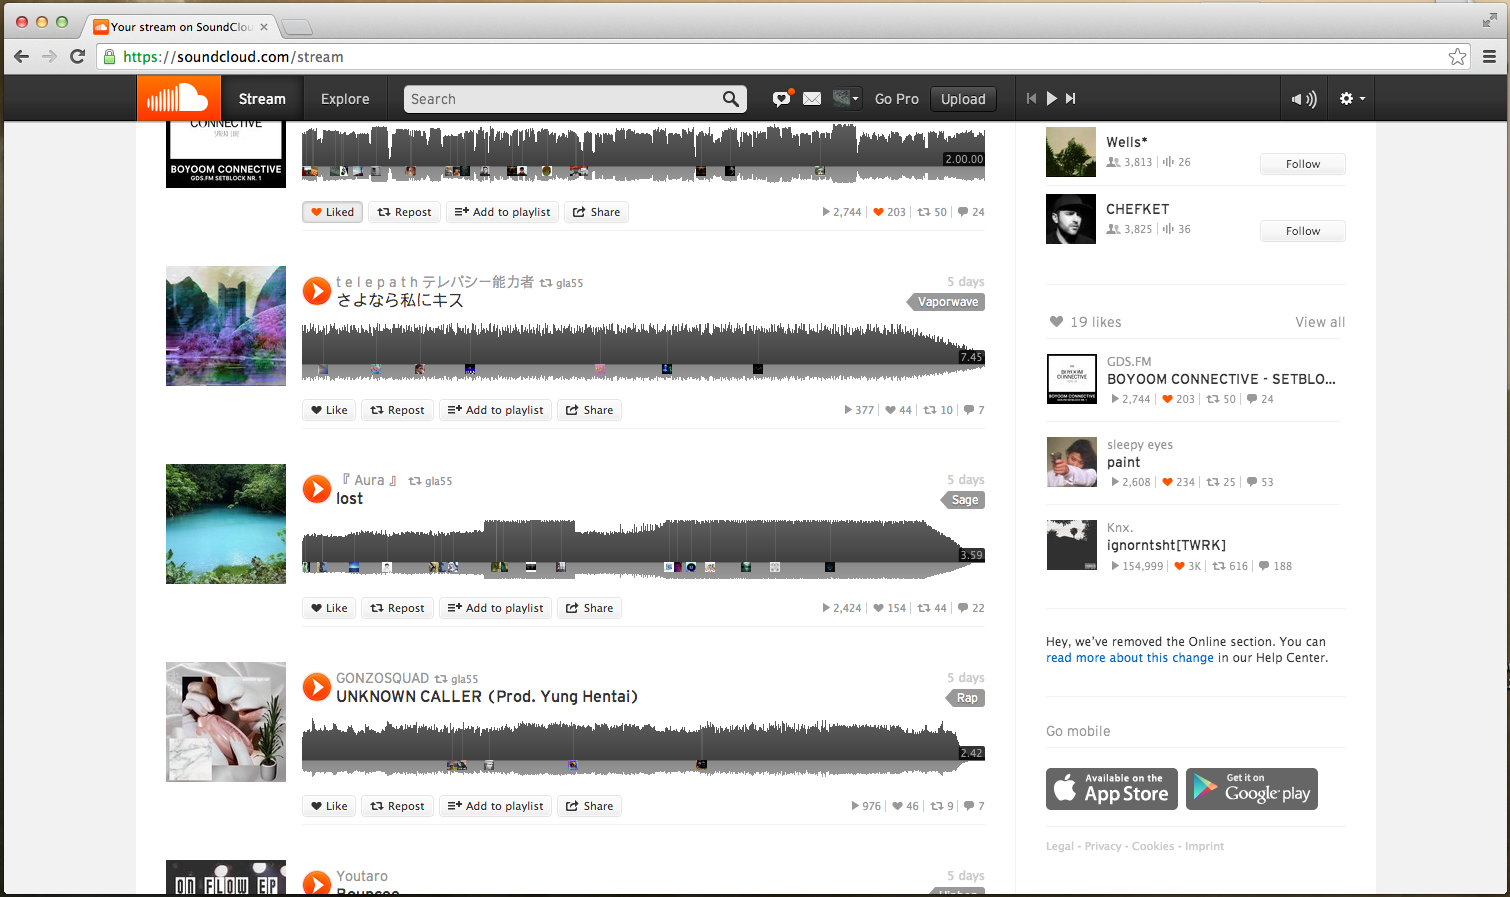 Your stream on SoundClou
https://soundcloud.com/stream
Stream
Explore
Search
Go Pro
Upload
CONNECTIVE
SPREAD LOVE
BOYOOM CONNECTIVE
GDS.FM SETBLOCK NR. 1
2.00.00
Liked
Repost
Add to playlist
Share
2,744
203
50
24
t e l e p a t h テレパシー能力者 gla55
5 days
さよなら私にキス
Vaporwave
7.45
Like
Repost
Add to playlist
Share
377
44
10
7
『 Aura 』 gla55
5 days
lost
Sage
3.59
Like
Repost
Add to playlist
Share
2,424
154
44
22
GONZOSQUAD gla55
5 days
UNKNOWN CALLER (Prod. Yung Hentai)
Rap
2.42
Like
Repost
Add to playlist
Share
976
46
9
7
ON FLOW EP
Youtaro
5 days
Wells*
3,813
26
Follow
CHEFKET
3,825
36
Follow
19 likes
View all
GDS.FM
BOYOOM CONNECTIVE - SETBLO...
BOYOOM CONNECTIVE
2,744
203
50
24
sleepy eyes
paint
2,608
234
25
53
Knx.
ignorntsht[TWRK]
154,999
3K
616
188
Hey, we've removed the Online section. You can
read more about this change in our Help Center.
Go mobile
Available on the
App Store
Get it on
Google play
Legal - Privacy - Cookies - Imprint